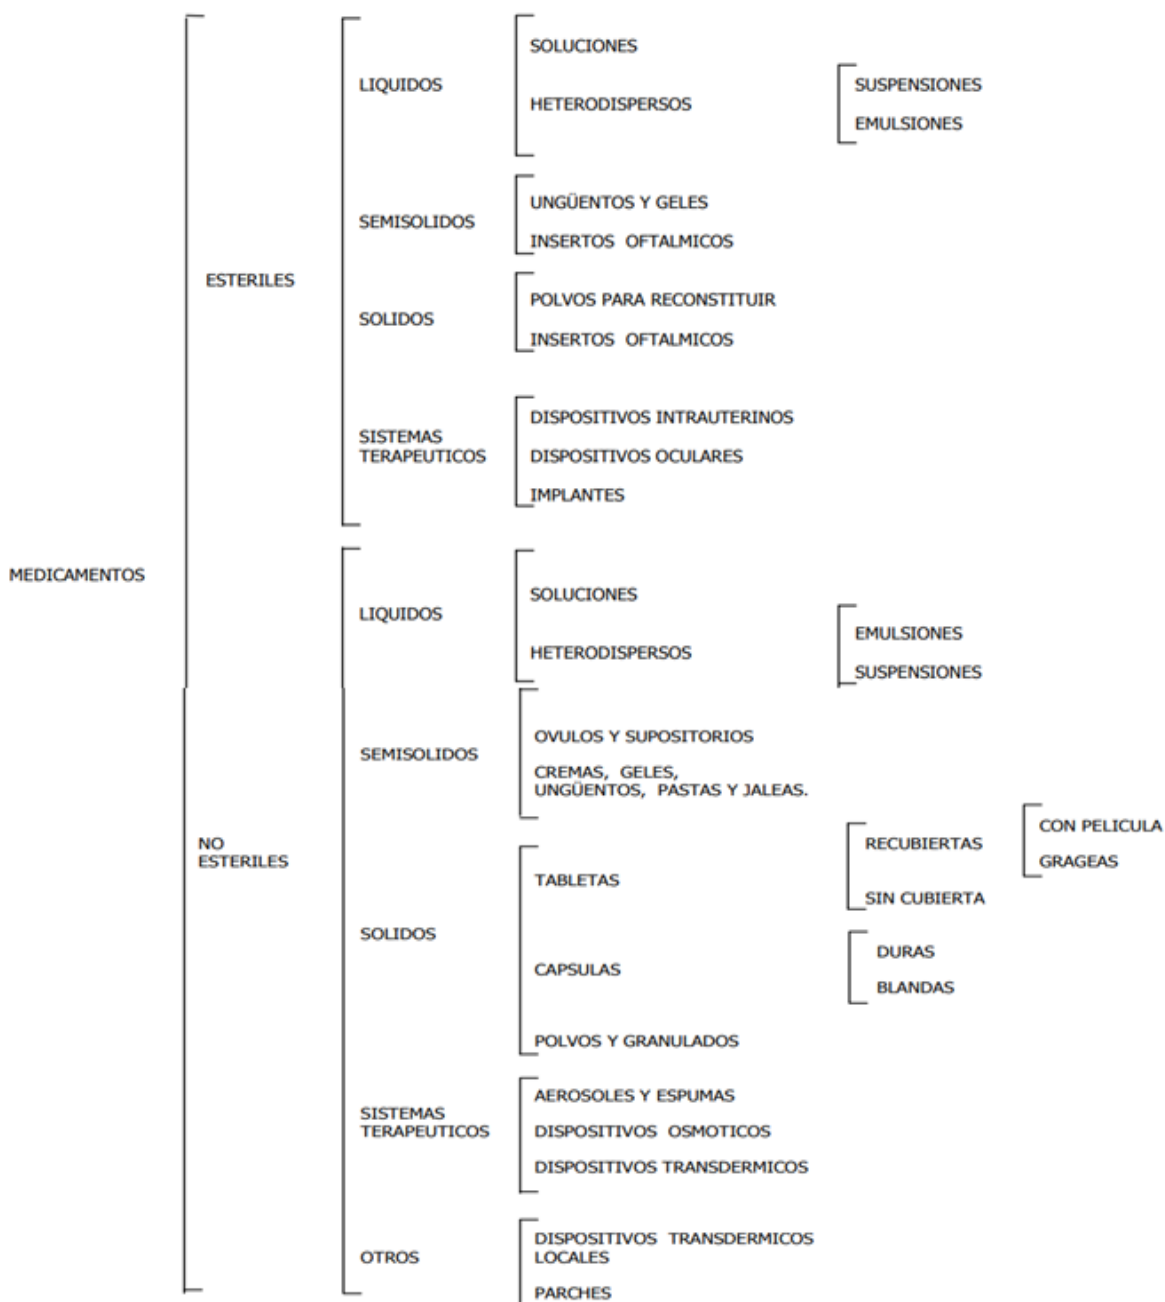 SOLUCIONES
LIQUIDOS
SUSPENSIONES
HETERODISPERSOS
EMULSIONES
UNGÜENTOS Y GELES
SEMISOLIDOS
INSERTOS OFTALMICOS
ESTERILES
POLVOS PARA RECONSTITUIR
SOLIDOS
INSERTOS OFTALMICOS
DISPOSITIVOS INTRAUTERINOS
SISTEMAS
TERAPEUTICOS
DISPOSITIVOS OCULARES
IMPLANTES
MEDICAMENTOS
SOLUCIONES
LIQUIDOS
EMULSIONES
HETERODISPERSOS
SUSPENSIONES
OVULOS Y SUPOSITORIOS
SEMISOLIDOS
CREMAS, GELES,
UNGÜENTOS, PASTAS Y JALEAS.
CON PELICULA
RECUBIERTAS
GRAGEAS
NO
ESTERILES
TABLETAS
SIN CUBIERTA
SOLIDOS
DURAS
CAPSULAS
BLANDAS
POLVOS Y GRANULADOS
AEROSOLES Y ESPUMAS
SISTEMAS
TERAPEUTICOS
DISPOSITIVOS OSMOTICOS
DISPOSITIVOS TRANSDERMICOS
DISPOSITIVOS TRANSDERMICOS
LOCALES
OTROS
PARCHES